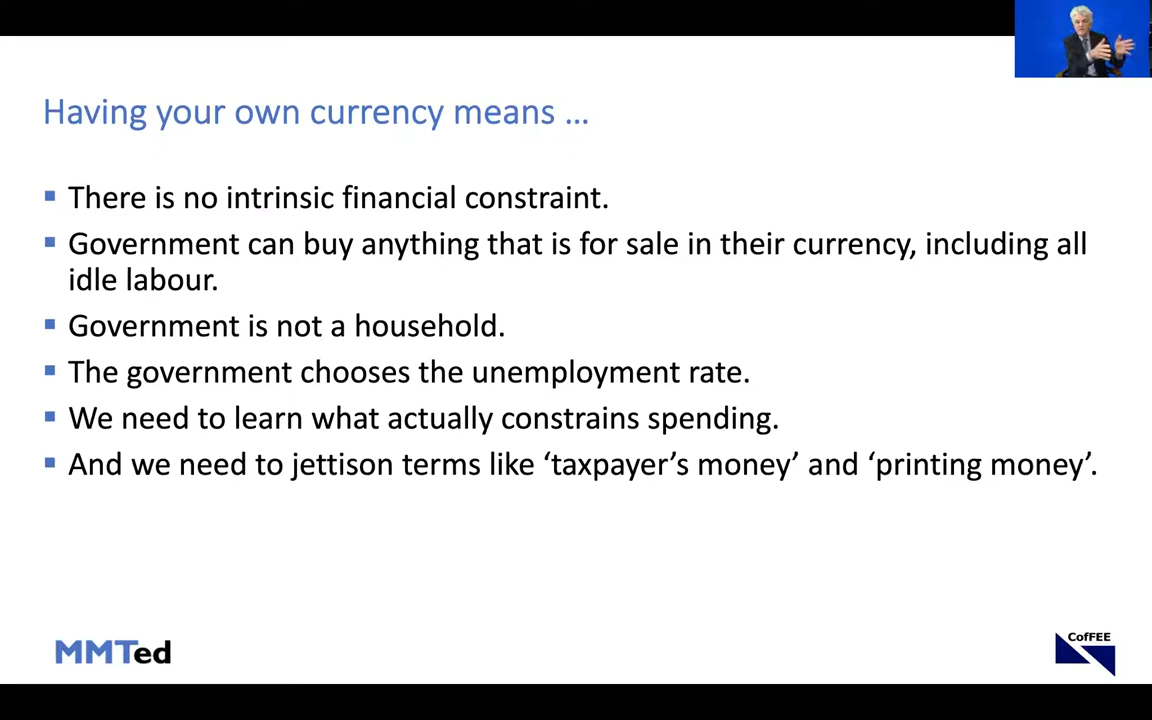 Having your own currency means ...
▪ There is no intrinsic financial constraint.
▪ Government can buy anything that is for sale in their currency, including all
idle labour.
▪ Government is not a household.
▪ The government chooses the unemployment rate.
▪ We need to learn what actually constrains spending.
▪ And we need to jettison terms like ‘taxpayer’s money’ and ‘printing money’.
MMTed
CofFEE